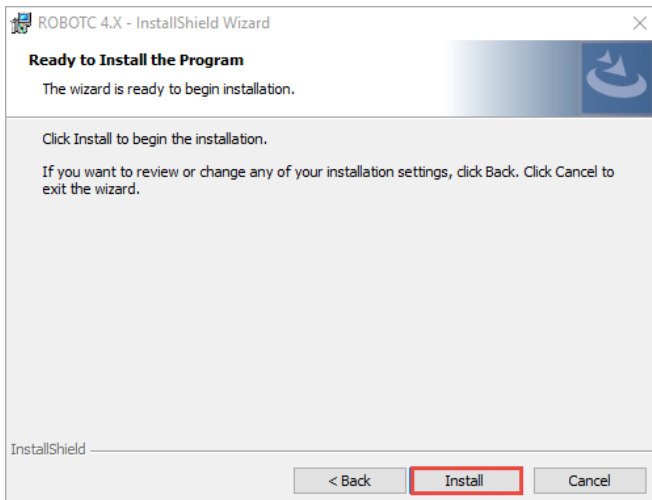 ROBOTC 4.X - InstallShield Wizard
Ready to Install the Program
The wizard is ready to begin installation.
Click Install to begin the installation.
If you want to review or change any of your installation settings, click Back. Click Cancel to
exit the wizard.
InstallShield
< Back Install Cancel